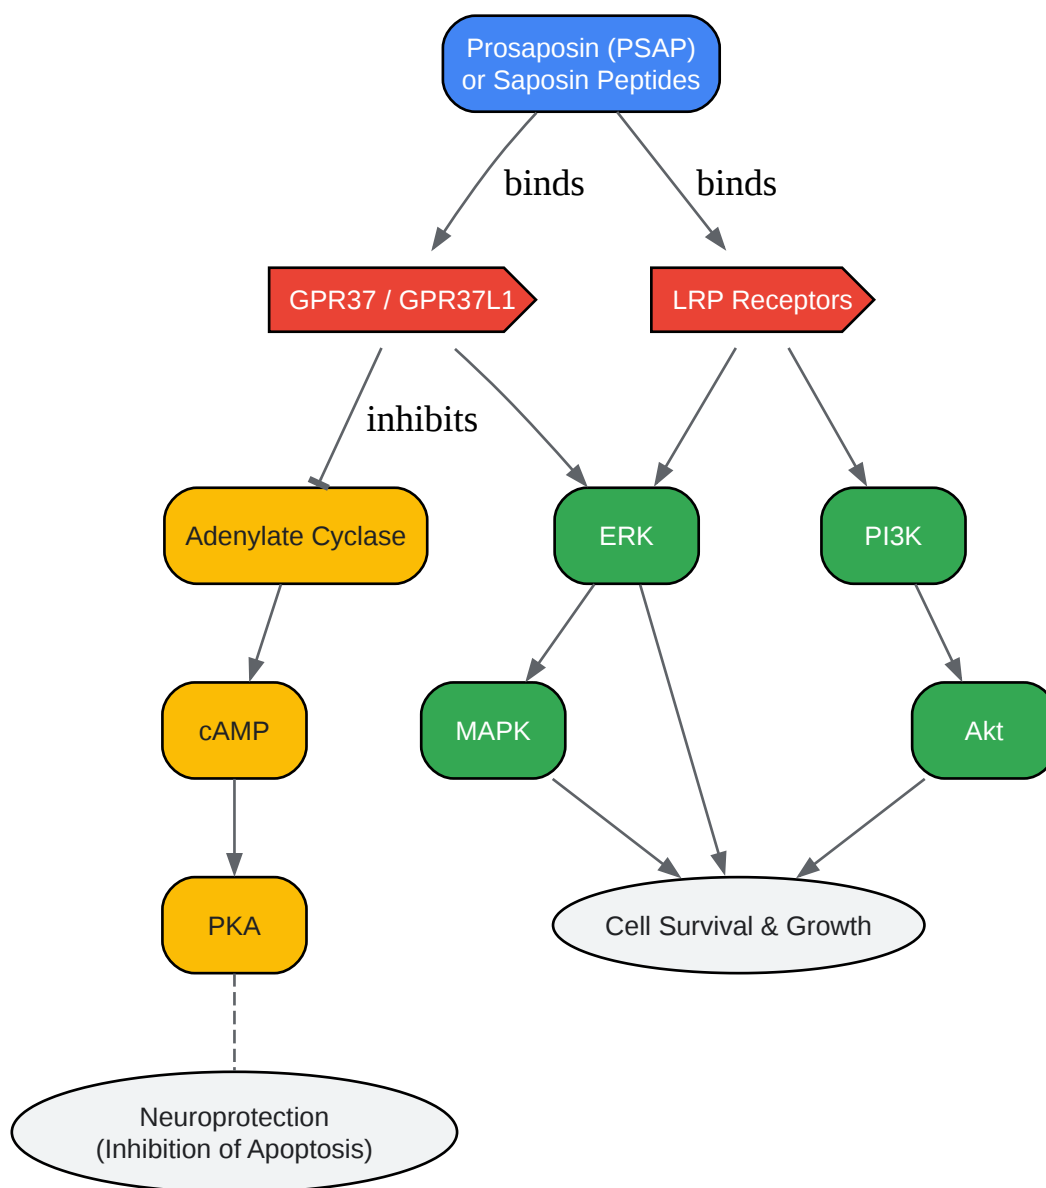 Prosaposin (PSAP)
or Saposin Peptides
binds
binds
GPR37 / GPR37L1
LRP Receptors
inhibits
Adenylate Cyclase
ERK
PI3K
cAMP
MAPK
Akt
PKA
Cell Survival & Growth
Neuroprotection
(Inhibition of Apoptosis)